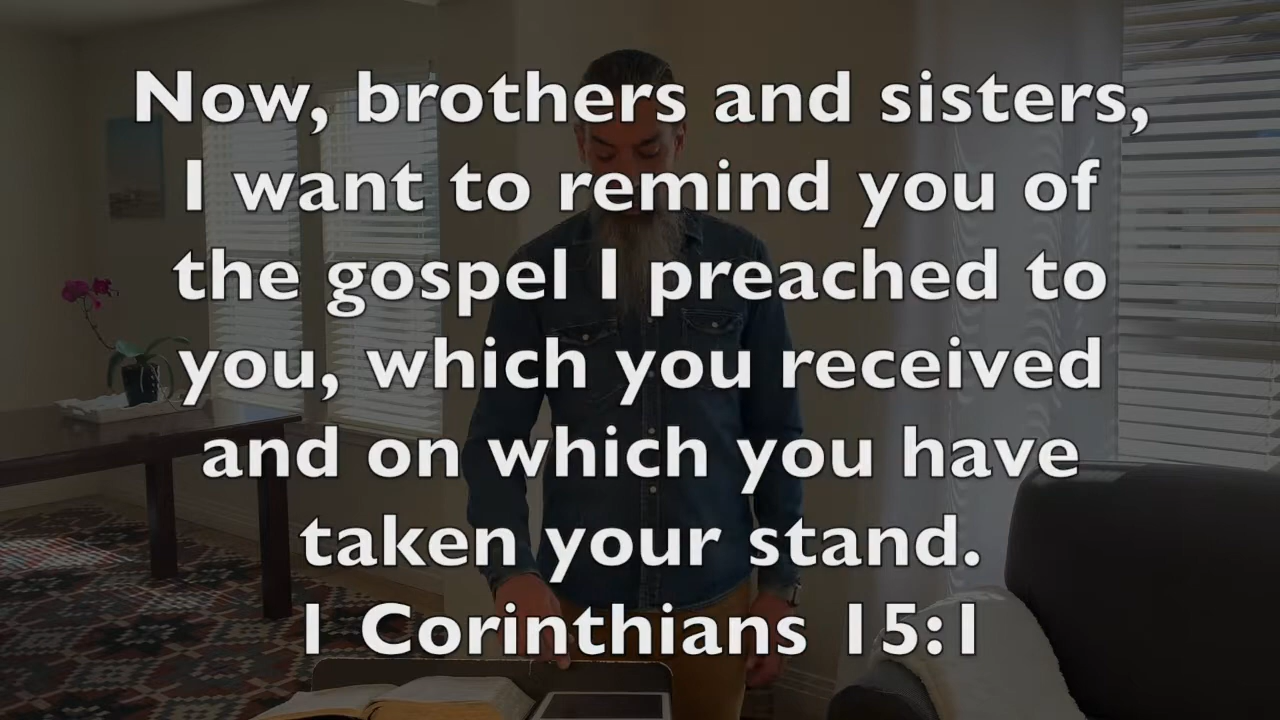 Now, brothers and sisters,
I want to remind you of
the gospel I preached to
you, which you received
and on which you have
taken your stand.
1 Corinthians 15:1